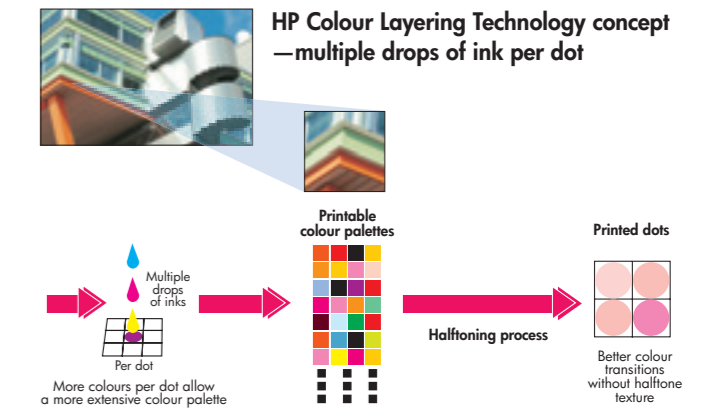 HP Colour Layering Technology concept
—multiple drops of ink per dot
Multiple
drops
of inks
Per dot
More colours per dot allow
a more extensive colour palette
Printable
colour palettes
Halftoning process
Printed dots
Better colour
transitions
without halftone
texture